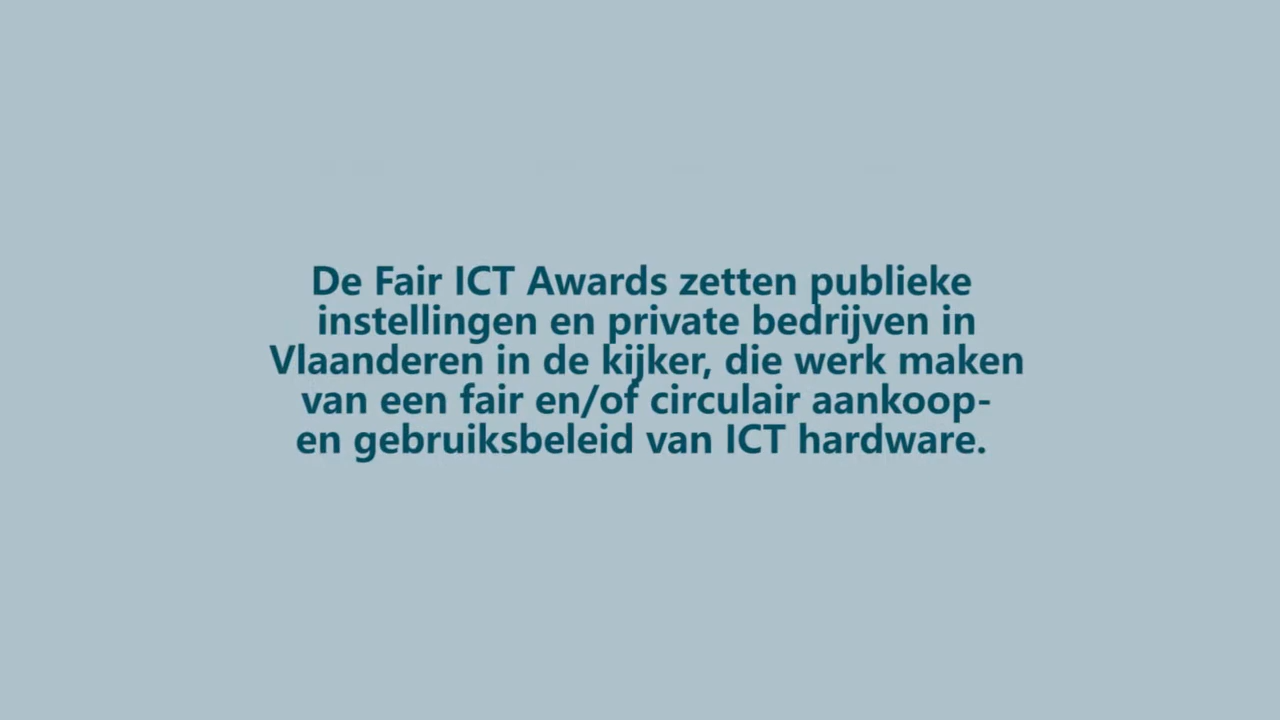 De Fair ICT Awards zetten publieke
instellingen en private bedrijven in
Vlaanderen in de kijker, die werk maken
van een fair en/of circulair aankoop-
en gebruiksbeleid van ICT hardware.